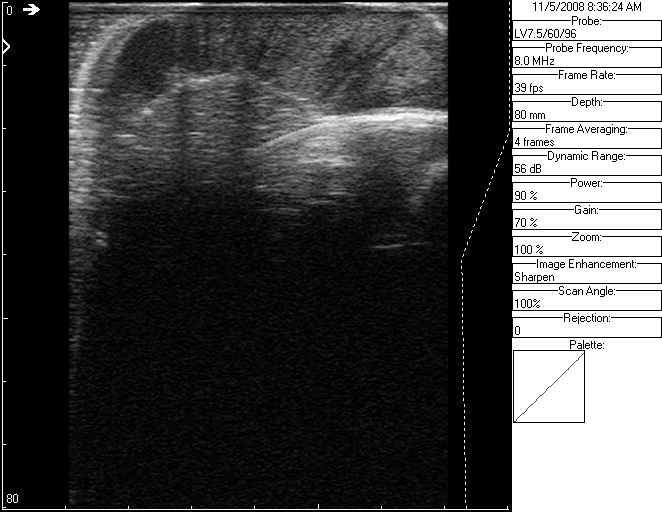 0
80
11/5/2008 8:36:24 AM
Probe:
LV7.5/60/96
Probe Frequency:
8.0 MHz
Frame Rate:
39 fps
Depth:
80 mm
Frame Averaging:
4 frames
Dynamic Range:
56 dB
Power:
90 %
Gain:
70 %
Zoom:
100 %
Image Enhancement:
Sharpen
Scan Angle:
100%
Rejection:
0
Palette: